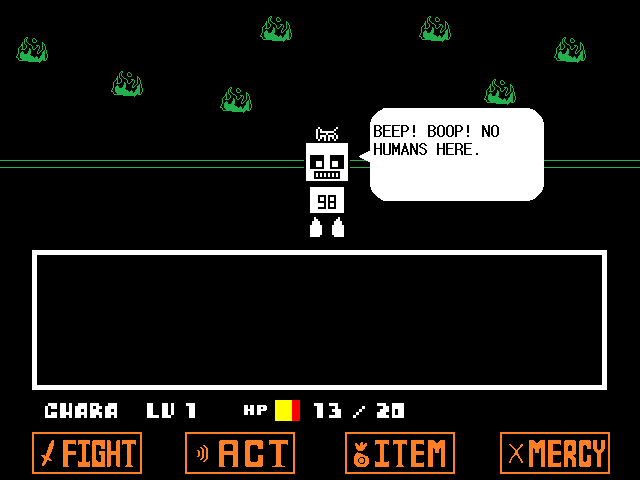 BEEP! BOOP! NO
HUMANS HERE.
98
CHARA LV 1 HP 13 / 20
FIGHT ACT ITEM MERCY